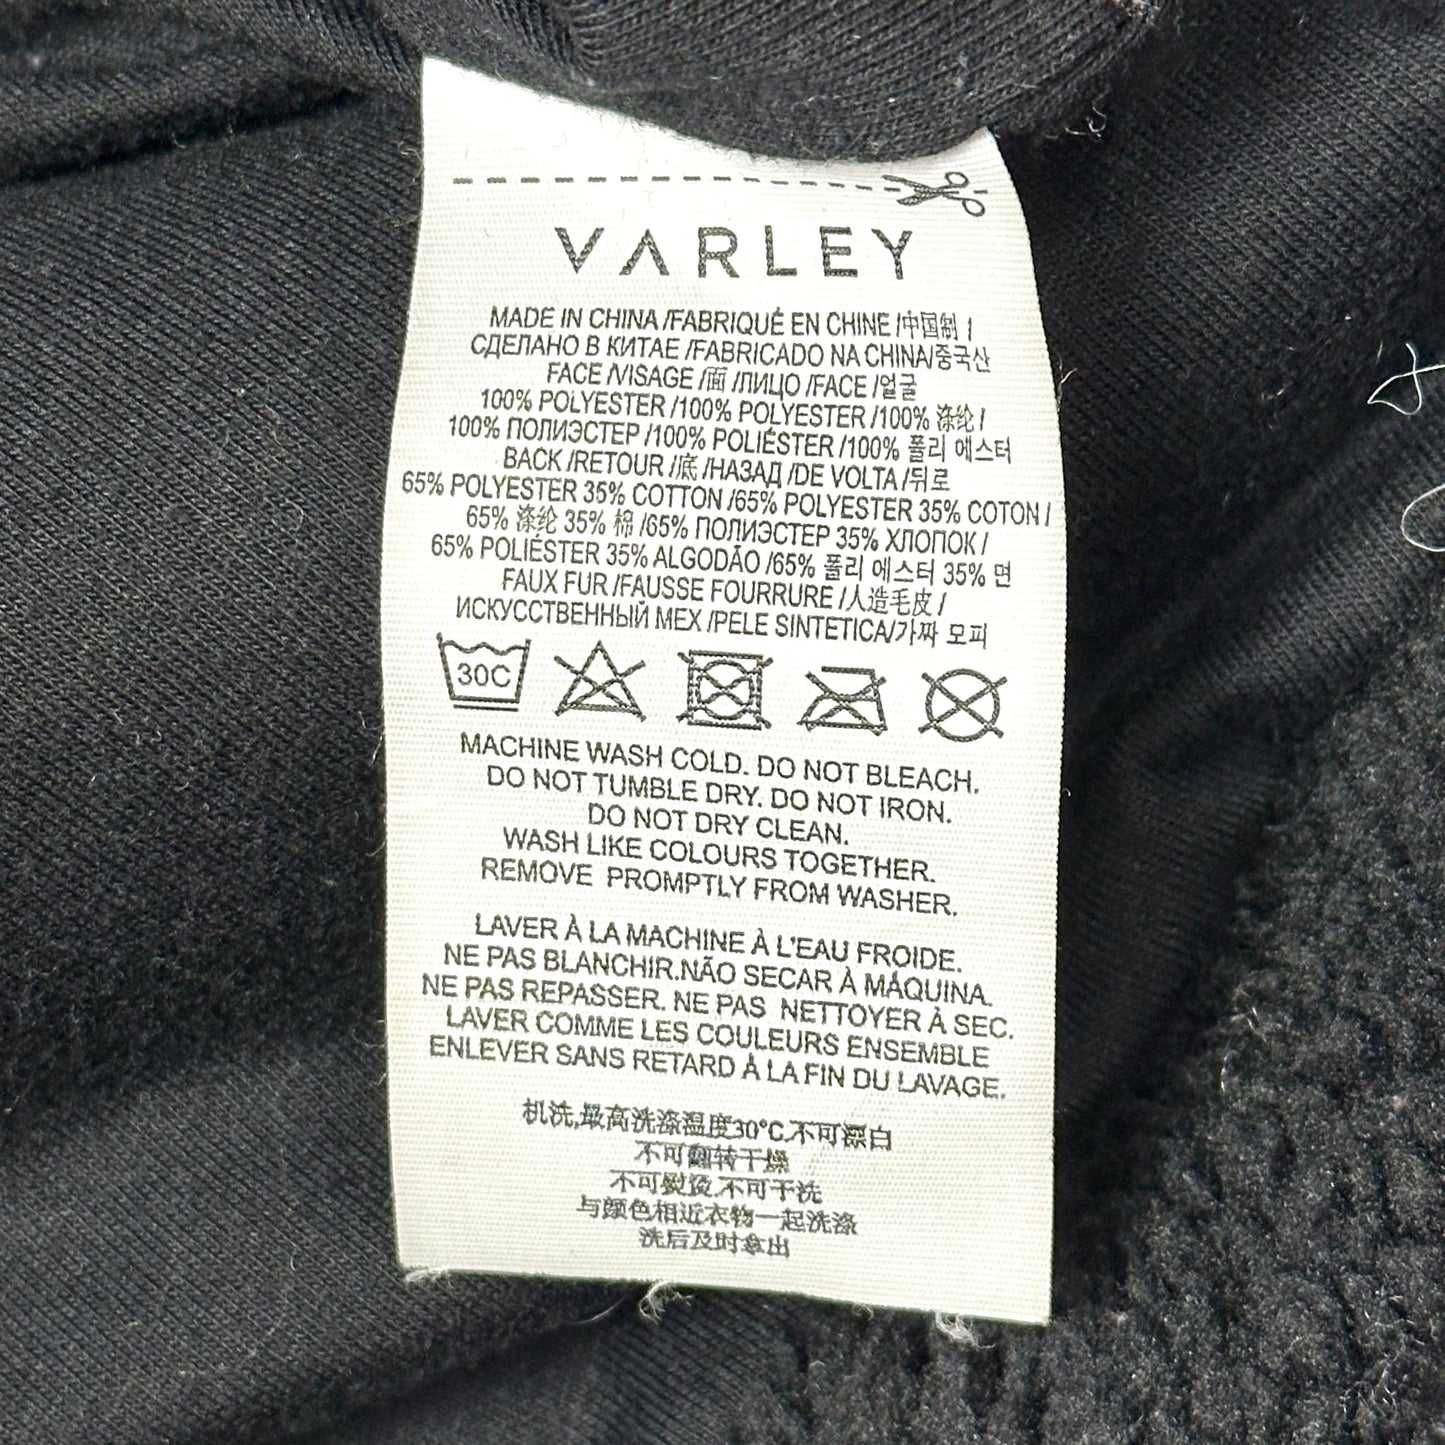 VARLEY
MADE IN CHINA /FABRIQUÉ EN CHINE /中国制 /
СДЕЛАНО В КИТАЕ /FABRICADO NA CHINA/중국산
FACE /VISAGE /面 /ЛИЦО /FACE /얼굴
100% POLYESTER /100% POLYESTER /100% 涤纶 /
100% ПОЛИЭСТЕР /100% POLIÉSTER /100% 폴리 에스터
BACK /RETOUR /底 /НАЗАД /DE VOLTA /뒤로
65% POLYESTER 35% COTTON /65% POLYESTER 35% COTON /
65% 涤纶 35% 棉 /65% ПОЛИЭСТЕР 35% ХЛОПОК /
65% POLIÉSTER 35% ALGODÃO /65% 폴리 에스터 35% 면
FAUX FUR /FAUSSE FOURRURE /人造毛皮 /
ИСКУССТВЕННЫЙ МЕХ /PELE SINTETICA/가짜 모피
30C
MACHINE WASH COLD. DO NOT BLEACH.
DO NOT TUMBLE DRY. DO NOT IRON.
DO NOT DRY CLEAN.
WASH LIKE COLOURS TOGETHER.
REMOVE PROMPTLY FROM WASHER.
LAVER À LA MACHINE À L'EAU FROIDE.
NE PAS BLANCHIR.NÃO SECAR À MÁQUINA.
NE PAS REPASSER. NE PAS NETTOYER À SEC.
LAVER COMME LES COULEURS ENSEMBLE
ENLEVER SANS RETARD À LA FIN DU LAVAGE.
机洗,最高洗涤温度30°C.不可漂白
不可翻转干燥
不可熨烫.不可干洗
与颜色相近衣物一起洗涤
洗后及时拿出